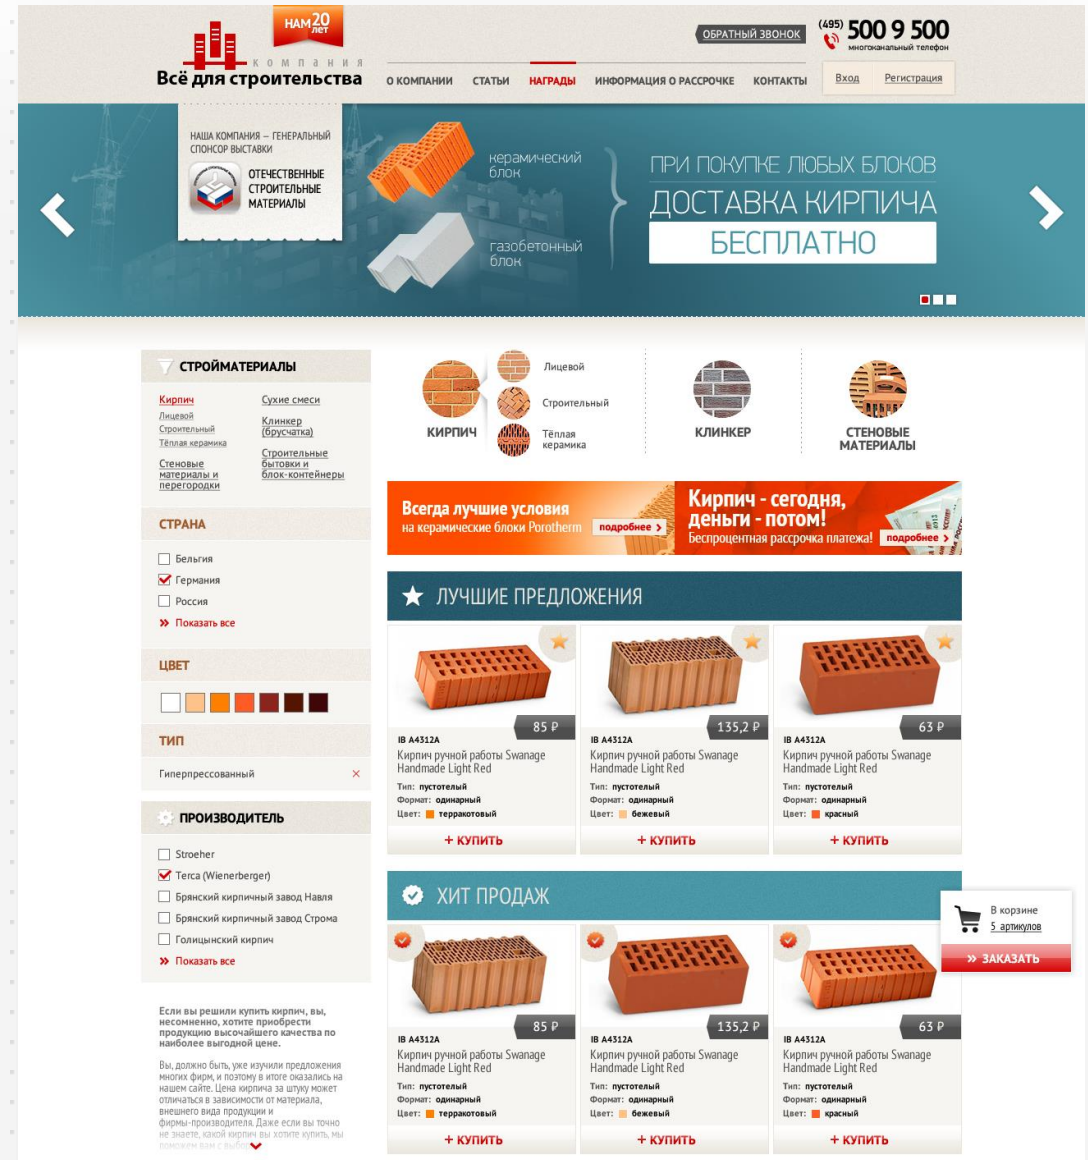 НАМ 20 лет
компания
Всё для строительства
ОБРАТНЫЙ ЗВОНОК
(495) 500 9 500
многоканальный телефон
О КОМПАНИИ СТАТЬИ НАГРАДЫ ИНФОРМАЦИЯ О РАССРОЧКЕ КОНТАКТЫ
Вход Регистрация
НАША КОМПАНИЯ — ГЕНЕРАЛЬНЫЙ
СПОНСОР ВЫСТАВКИ
ОТЕЧЕСТВЕННЫЕ
СТРОИТЕЛЬНЫЕ
МАТЕРИАЛЫ
керамический
блок
газобетонный
блок
ПРИ ПОКУПКЕ ЛЮБЫХ БЛОКОВ
ДОСТАВКА КИРПИЧА
БЕСПЛАТНО
СТРОЙМАТЕРИАЛЫ
Кирпич
Лицевой
Строительный
Тёплая керамика
Стеновые
материалы и
перегородки
Сухие смеси
Клинкер
(брусчатка)
Строительные
бытовки и
блок-контейнеры
СТРАНА
Бельгия
Германия
Россия
Показать все
ЦВЕТ
ТИП
Гиперпрессованный
ПРОИЗВОДИТЕЛЬ
Stroeher
Terca (Wienerberger)
Брянский кирпичный завод Навля
Брянский кирпичный завод Строма
Голицынский кирпич
Показать все
Если вы решили купить кирпич, вы,
несомненно, хотите приобрести
продукцию высочайшего качества по
наиболее выгодной цене.
Вы, должно быть, уже изучили предложения
многих фирм, и поэтому в итоге оказались на
нашем сайте. Цена кирпича за штуку может
отличаться в зависимости от материала,
внешнего вида продукции и
фирмы-производителя. Даже если вы точно
не знаете, какой кирпич вы хотите купить, мы
поможем вам с выбо
КИРПИЧ
Лицевой
Строительный
Тёплая
керамика
КЛИНКЕР
СТЕНОВЫЕ
МАТЕРИАЛЫ
Всегда лучшие условия
на керамические блоки Porotherm
подробнее
Кирпич - сегодня,
деньги - потом!
Беспроцентная рассрочка платежа!
подробнее
ЛУЧШИЕ ПРЕДЛОЖЕНИЯ
85 ₽
IB A4312A
Кирпич ручной работы Swanage
Handmade Light Red
Тип: пустотелый
Формат: одинарный
Цвет: терракотовый
+ КУПИТЬ
135,2 ₽
IB A4312A
Кирпич ручной работы Swanage
Handmade Light Red
Тип: пустотелый
Формат: одинарный
Цвет: бежевый
+ КУПИТЬ
63 ₽
IB A4312A
Кирпич ручной работы Swanage
Handmade Light Red
Тип: пустотелый
Формат: одинарный
Цвет: красный
+ КУПИТЬ
ХИТ ПРОДАЖ
85 ₽
IB A4312A
Кирпич ручной работы Swanage
Handmade Light Red
Тип: пустотелый
Формат: одинарный
Цвет: терракотовый
+ КУПИТЬ
135,2 ₽
IB A4312A
Кирпич ручной работы Swanage
Handmade Light Red
Тип: пустотелый
Формат: одинарный
Цвет: бежевый
+ КУПИТЬ
63 ₽
IB A4312A
Кирпич ручной работы Swanage
Handmade Light Red
Тип: пустотелый
Формат: одинарный
Цвет: красный
+ КУПИТЬ
В корзине
5 артикулов
ЗАКАЗАТЬ